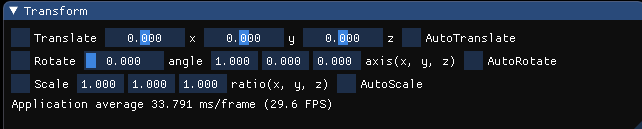 Transform
Translate 0.000 x 0.000 y 0.000 z AutoTranslate
Rotate 0.000 angle 1.000 0.000 0.000 axis(x, y, z) AutoRotate
Scale 1.000 1.000 1.000 ratio(x, y, z) AutoScale
Application average 33.791 ms/frame (29.6 FPS)